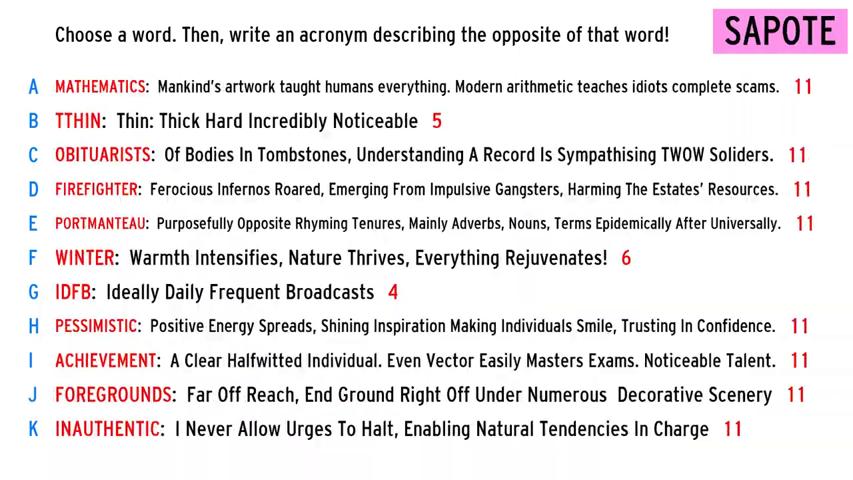 Choose a word. Then, write an acronym describing the opposite of that word!
SAPOTE
A MATHEMATICS: Mankind's artwork taught humans everything. Modern arithmetic teaches idiots complete scams. 11
B TTHIN: Thin: Thick Hard Incredibly Noticeable 5
C OBITUARISTS: Of Bodies In Tombstones, Understanding A Record Is Sympathising TWOW Soliders. 11
D FIREFIGHTER: Ferocious Infernos Roared, Emerging From Impulsive Gangsters, Harming The Estates' Resources. 11
E PORTMANTEAU: Purposefully Opposite Rhyming Tenures, Mainly Adverbs, Nouns, Terms Epidemically After Universally. 11
F WINTER: Warmth Intensifies, Nature Thrives, Everything Rejuvenates! 6
G IDFB: Ideally Daily Frequent Broadcasts 4
H PESSIMISTIC: Positive Energy Spreads, Shining Inspiration Making Individuals Smile, Trusting In Confidence. 11
I ACHIEVEMENT: A Clear Halfwitted Individual. Even Vector Easily Masters Exams. Noticeable Talent. 11
J FOREGROUNDS: Far Off Reach, End Ground Right Off Under Numerous Decorative Scenery 11
K INAUTHENTIC: I Never Allow Urges To Halt, Enabling Natural Tendencies In Charge 11